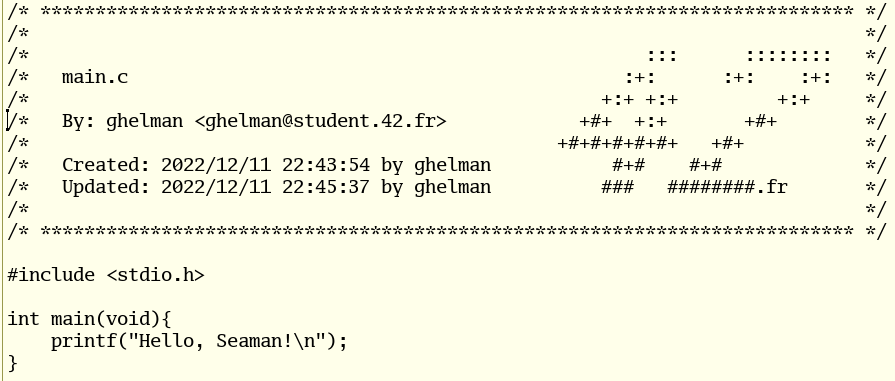 /* ************************************************************************** */
/*                                                                            */
/*                                                        :::      ::::::::   */
/*   main.c                                             :+:      :+:    :+:   */
/*                                                    +:+ +:+         +:+     */
/*   By: ghelman <ghelman@student.42.fr>            +#+  +:+       +#+        */
/*                                                +#+#+#+#+#+   +#+           */
/*   Created: 2022/12/11 22:43:54 by ghelman           #+#    #+#             */
/*   Updated: 2022/12/11 22:45:37 by ghelman          ###   ########.fr       */
/*                                                                            */
/* ************************************************************************** */
#include <stdio.h>
int main(void){
    printf("Hello, Seaman!\n");
}